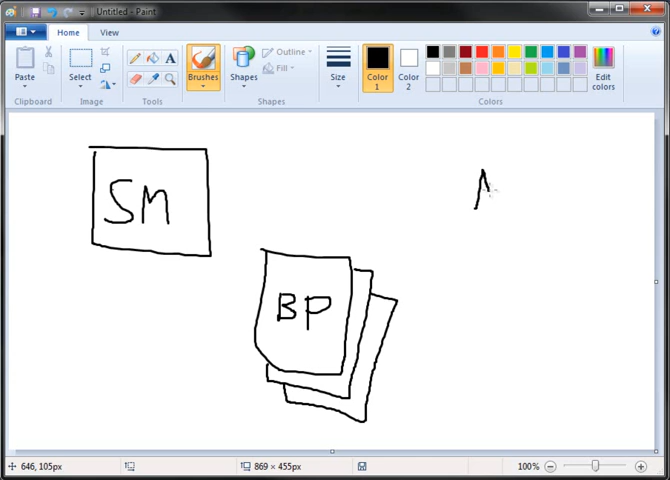 Untitled - Paint
Home View
Paste
Clipboard
Select
Image
A
Tools
Brushes
Shapes
Outline
Fill
Shapes
Size
Color 1
Color 2
Edit colors
Colors
SM
BP
646, 105px
869 × 455px
100%